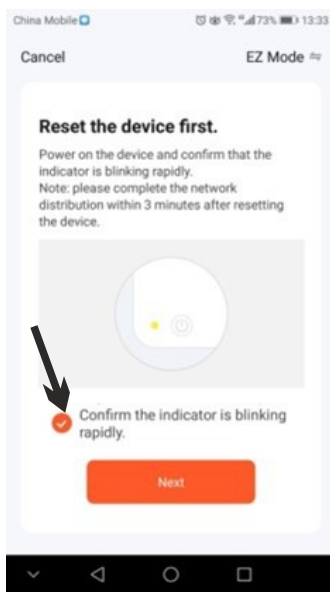 China Mobile 73% 13:33
Cancel EZ Mode
Reset the device first.
Power on the device and confirm that the
indicator is blinking rapidly.
Note: please complete the network
distribution within 3 minutes after resetting
the device.
Confirm the indicator is blinking
rapidly.
Next